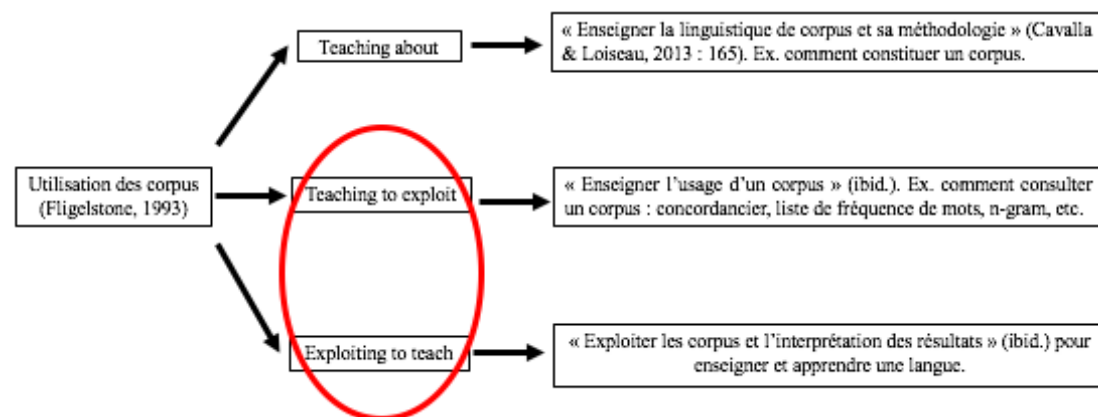 Teaching about
« Enseigner la linguistique de corpus et sa méthodologie » (Cavalla
& Loiseau, 2013 : 165). Ex. comment constituer un corpus.
Utilisation des corpus
(Fligelstone, 1993)
Teaching to exploit
« Enseigner l'usage d'un corpus » (ibid.). Ex. comment consulter
un corpus : concordancier, liste de fréquence de mots, n-gram, etc.
Exploiting to teach
« Exploiter les corpus et l'interprétation des résultats » (ibid.) pour
enseigner et apprendre une langue.